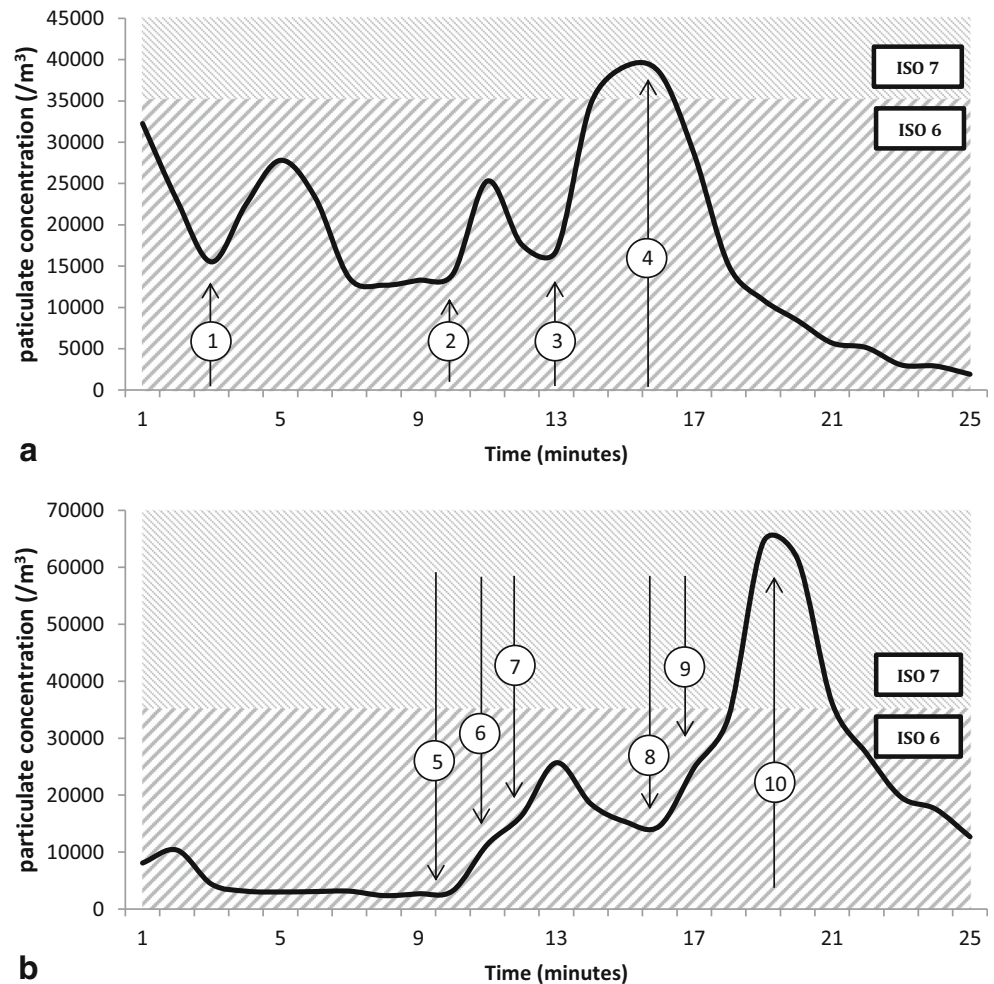 45000
40000
35000
30000
25000
20000
15000
10000
5000
0
paticulate concentration (/m³)
ISO 7
ISO 6
1
2
3
4
1 5 9 13 17 21 25
Time (minutes)
a
70000
60000
50000
40000
30000
20000
10000
0
particulate concentration (/m³)
ISO 7
ISO 6
5
6
7
8
9
10
1 5 9 13 17 21 25
Time (minutes)
b